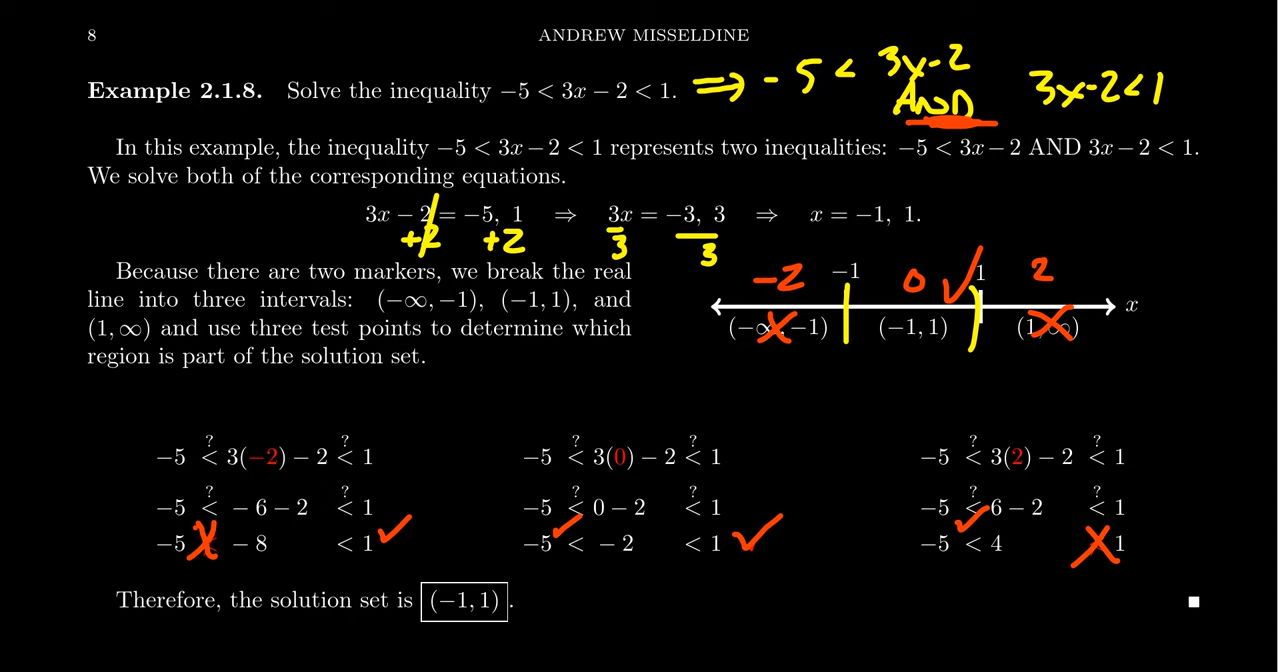 8 ANDREW MISSELDINE
Example 2.1.8. Solve the inequality −5 < 3x − 2 < 1. ⟹ -5 < 3x-2 AND 3x-2<1
In this example, the inequality −5 < 3x − 2 < 1 represents two inequalities: −5 < 3x − 2 AND 3x − 2 < 1.
We solve both of the corresponding equations.
3x − 2 = −5, 1 ⇒ 3x = −3, 3 ⇒ x = −1, 1.
+2 +2 3 3
Because there are two markers, we break the real
line into three intervals: (−∞, −1), (−1, 1), and
(1, ∞) and use three test points to determine which
region is part of the solution set.
-2 −1 0 ✓ 1 2
x
(−∞, −1) (−1, 1) (1, ∞)
−5 <? 3(−2) − 2 <? 1 −5 <? 3(0) − 2 <? 1 −5 <? 3(2) − 2 <? 1
−5 <? − 6 − 2 <? 1 −5 <? 0 − 2 <? 1 −5 <? 6 − 2 <? 1
−5 X − 8 < 1 ✓ −5 ✓ < − 2 < 1 ✓ −5 ✓ < 4 X 1
Therefore, the solution set is (−1, 1).